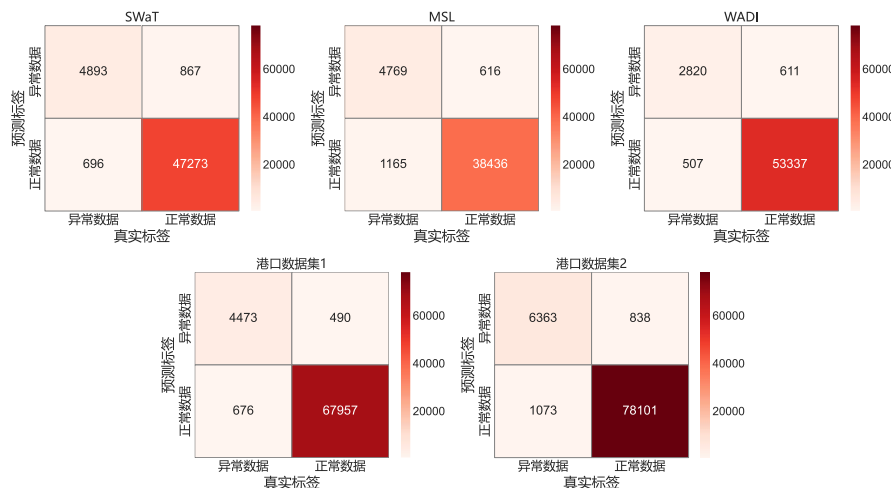 SWaT
异常数据
正常数据
预测标签
4893
867
696
47273
异常数据
正常数据
真实标签
60000
40000
20000
MSL
异常数据
正常数据
预测标签
4769
616
1165
38436
异常数据
正常数据
真实标签
60000
40000
20000
WADI
异常数据
正常数据
预测标签
2820
611
507
53337
异常数据
正常数据
真实标签
60000
40000
20000
港口数据集1
异常数据
正常数据
预测标签
4473
490
676
67957
异常数据
正常数据
真实标签
60000
40000
20000
港口数据集2
异常数据
正常数据
预测标签
6363
838
1073
78101
异常数据
正常数据
真实标签
60000
40000
20000